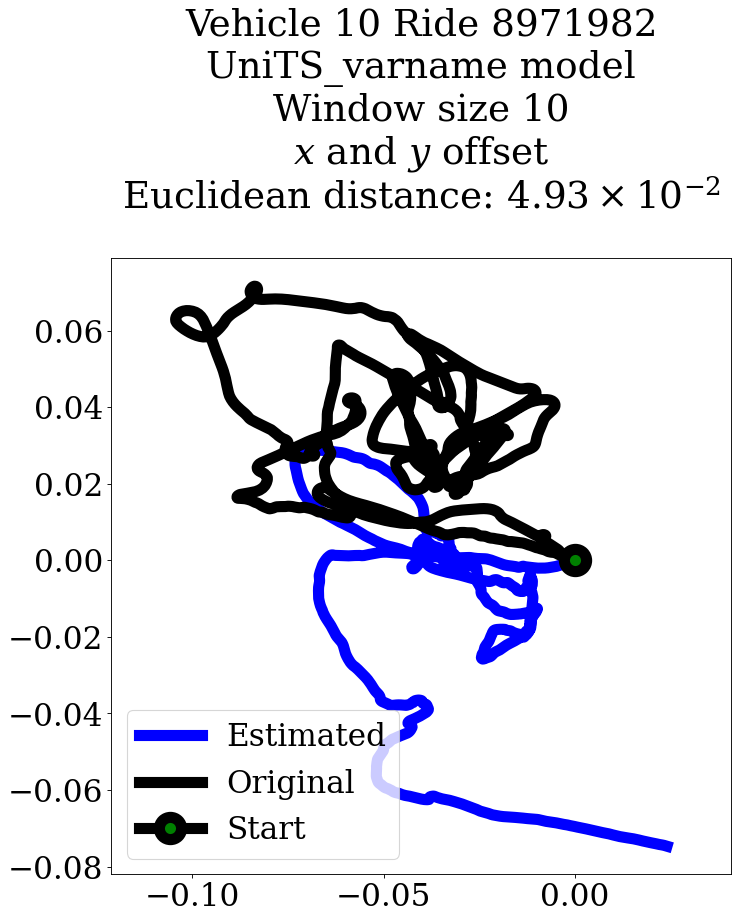 Vehicle 10 Ride 8971982
UniTS_varname model
Window size 10
x and y offset
Euclidean distance: 4.93 × 10⁻²
0.06
0.04
0.02
0.00
−0.02
−0.04
−0.06
−0.08
Estimated
Original
Start
−0.10 −0.05 0.00